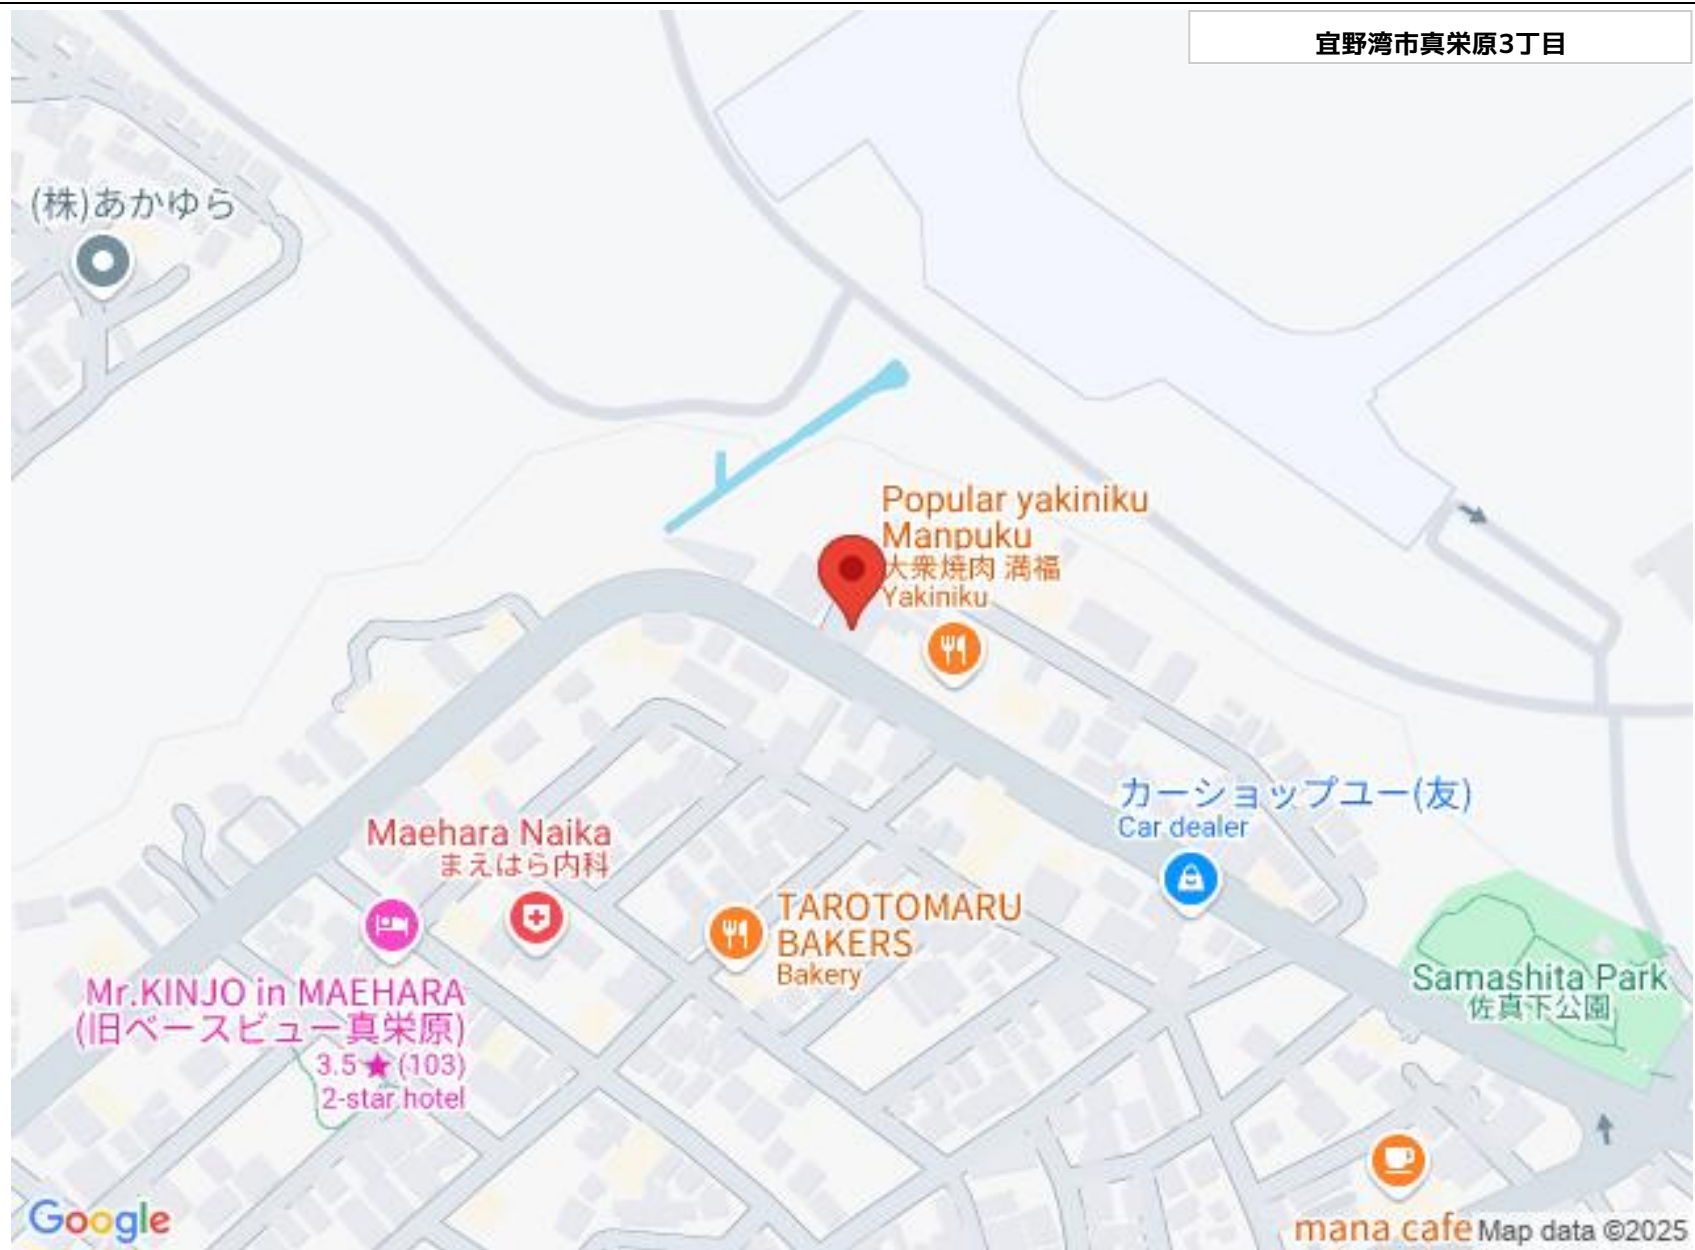 宜野湾市真栄原3丁目
(株)あかゆら
Popular yakiniku
Manpuku
大衆焼肉 満福
Yakiniku
カーショップユー(友)
Car dealer
Maehara Naika
まえはら内科
TAROTOMARU
BAKERS
Bakery
Samashita Park
佐真下公園
Mr.KINJO in MAEHARA
(旧ベースビュー真栄原)
3.5★(103)
2-star hotel
mana cafe
Google
Map data ©2025